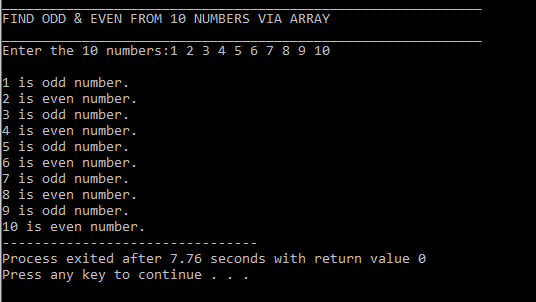 FIND ODD & EVEN FROM 10 NUMBERS VIA ARRAY
Enter the 10 numbers:1 2 3 4 5 6 7 8 9 10
1 is odd number.
2 is even number.
3 is odd number.
4 is even number.
5 is odd number.
6 is even number.
7 is odd number.
8 is even number.
9 is odd number.
10 is even number.
--------------------------------
Process exited after 7.76 seconds with return value 0
Press any key to continue . . .